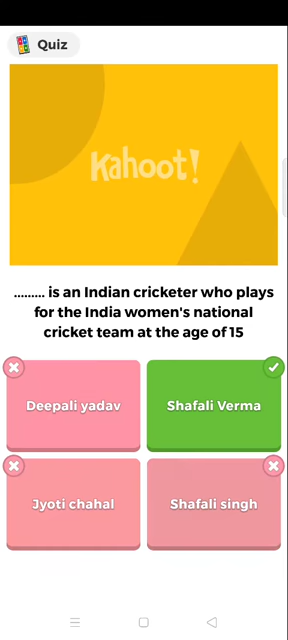 Quiz
Kahoot!
......... is an Indian cricketer who plays
for the India women's national
cricket team at the age of 15
Deepali yadav
Shafali Verma
Jyoti chahal
Shafali singh